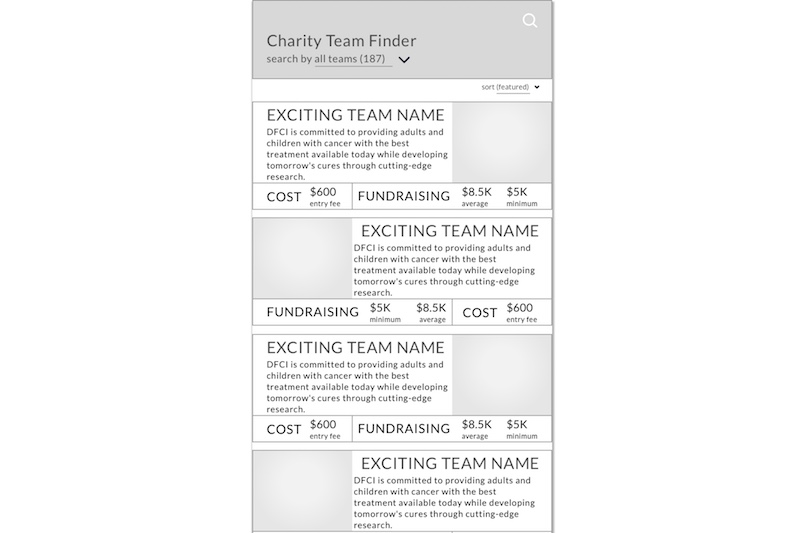 Charity Team Finder
search by all teams (187)
sort (featured)
EXCITING TEAM NAME
DFCI is committed to providing adults and
children with cancer with the best
treatment available today while developing
tomorrow's cures through cutting-edge
research.
COST $600 entry fee FUNDRAISING $8.5K average $5K minimum
EXCITING TEAM NAME
DFCI is committed to providing adults and
children with cancer with the best
treatment available today while developing
tomorrow's cures through cutting-edge
research.
FUNDRAISING $5K minimum $8.5K average COST $600 entry fee
EXCITING TEAM NAME
DFCI is committed to providing adults and
children with cancer with the best
treatment available today while developing
tomorrow's cures through cutting-edge
research.
COST $600 entry fee FUNDRAISING $8.5K average $5K minimum
EXCITING TEAM NAME
DFCI is committed to providing adults and
children with cancer with the best
treatment available today while developing
tomorrow's cures through cutting-edge
research.